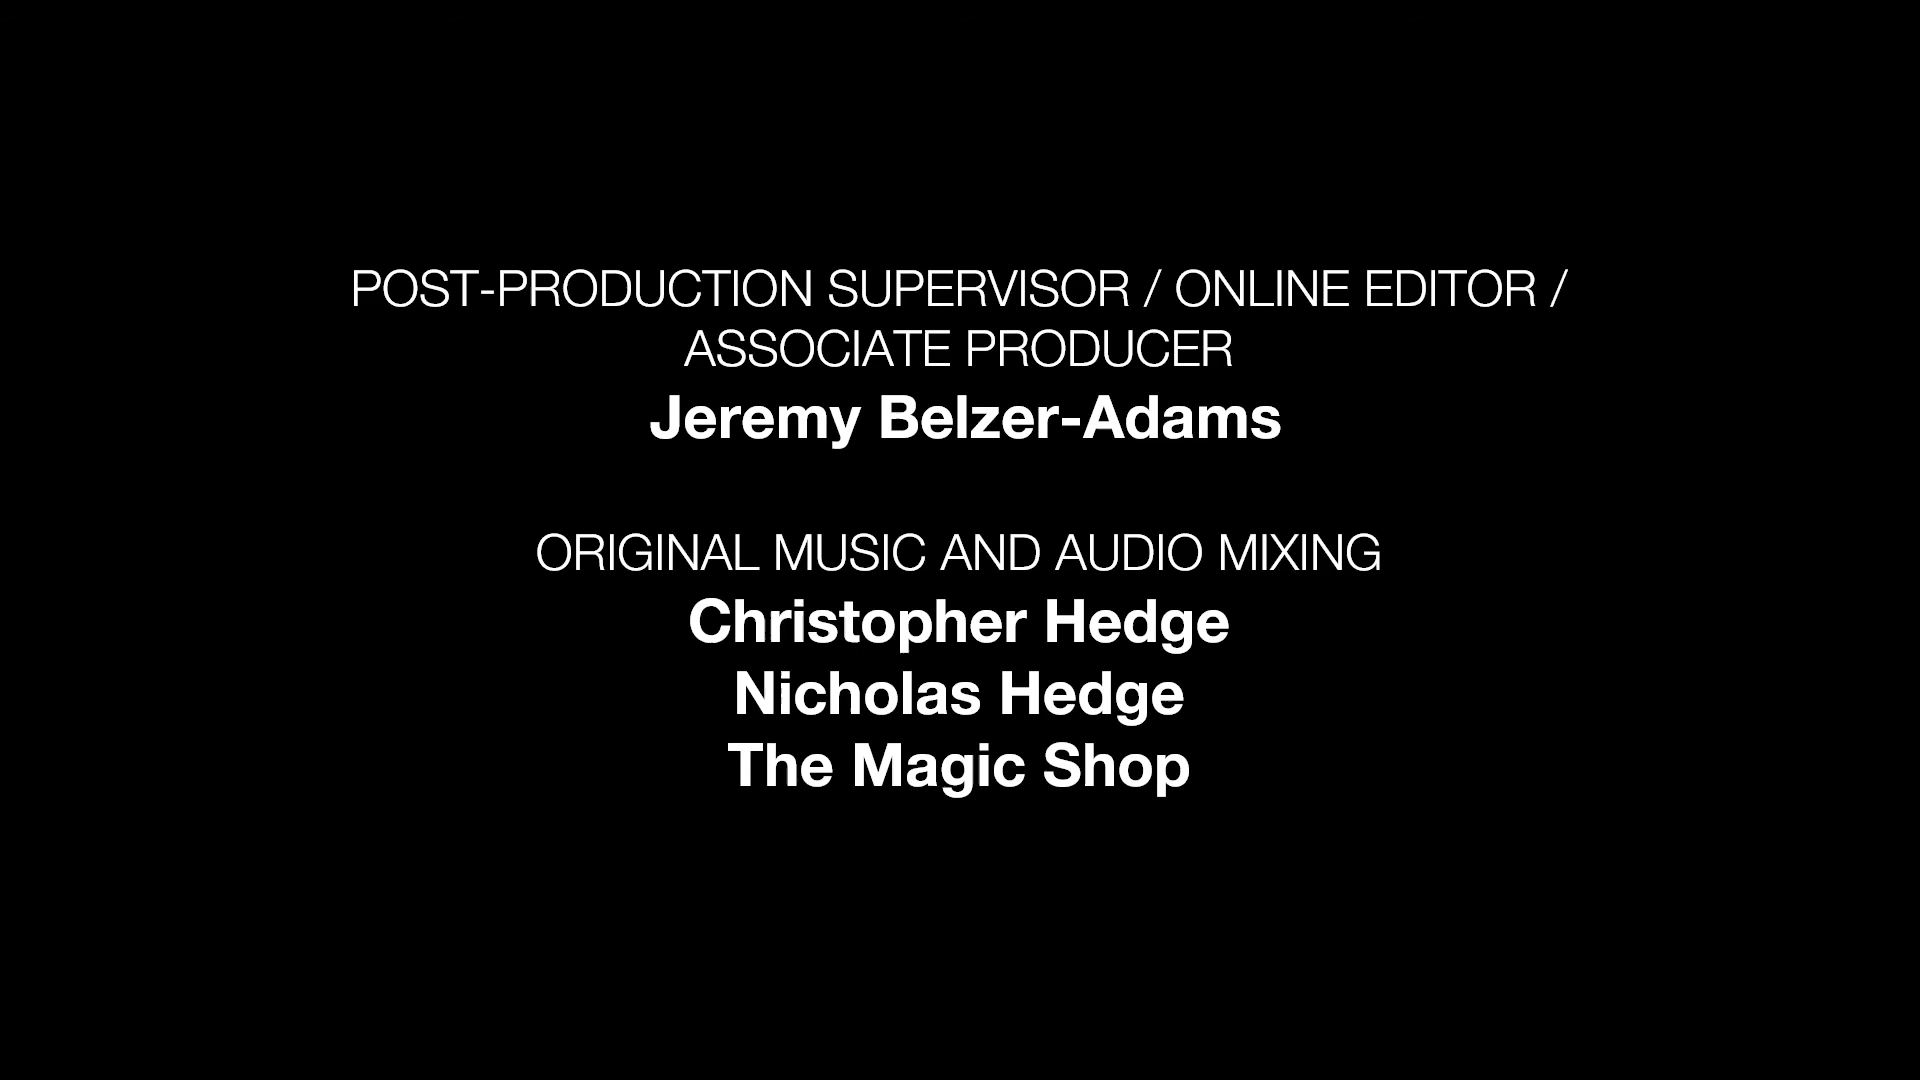 POST-PRODUCTION SUPERVISOR / ONLINE EDITOR /
ASSOCIATE PRODUCER
Jeremy Belzer-Adams
ORIGINAL MUSIC AND AUDIO MIXING
Christopher Hedge
Nicholas Hedge
The Magic Shop